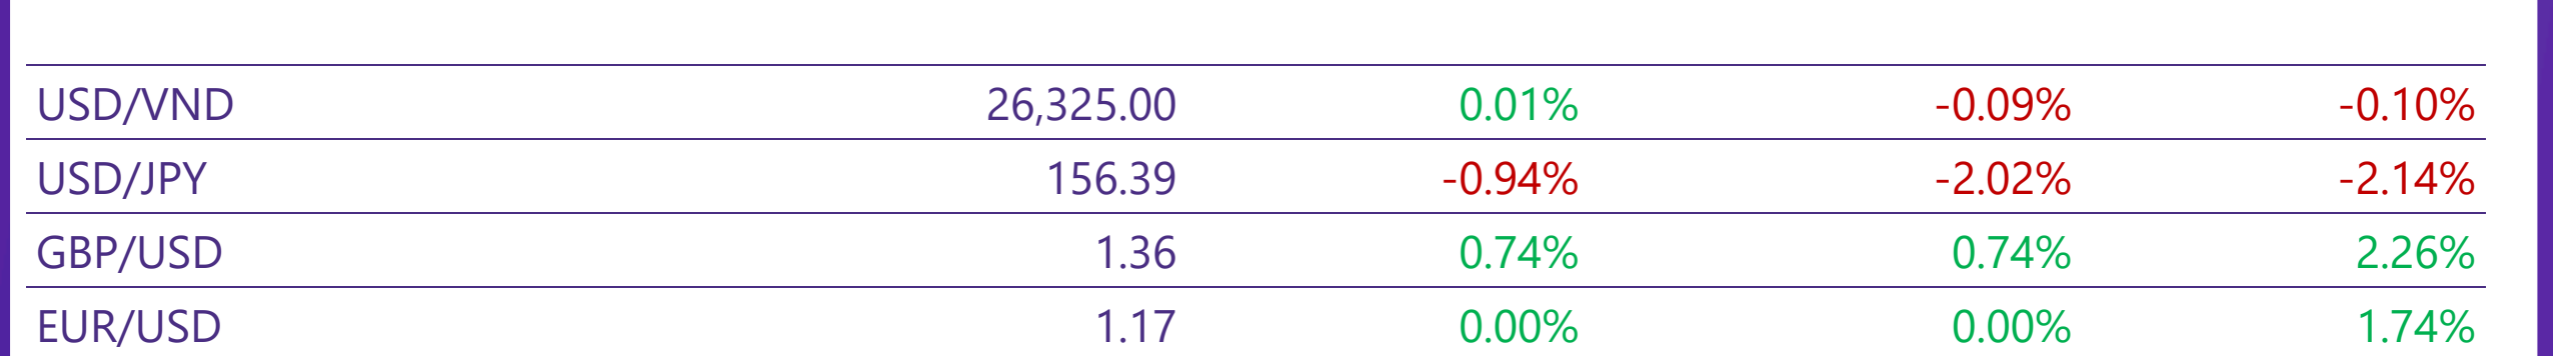 USD/VND 26,325.00 0.01% -0.09% -0.10%
USD/JPY 156.39 -0.94% -2.02% -2.14%
GBP/USD 1.36 0.74% 0.74% 2.26%
EUR/USD 1.17 0.00% 0.00% 1.74%